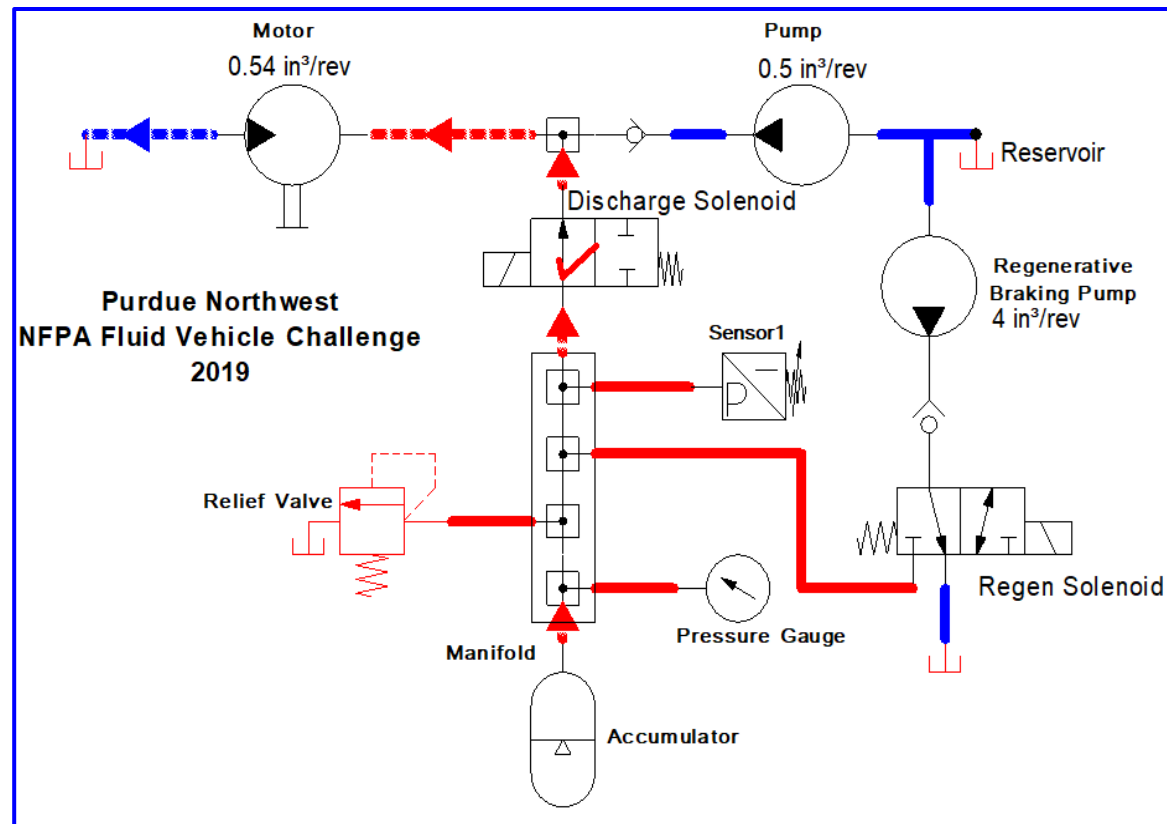 Motor
0.54 in³/rev
Pump
0.5 in³/rev
Reservoir
Discharge Solenoid
Regenerative
Braking Pump
4 in³/rev
Purdue Northwest
NFPA Fluid Vehicle Challenge
2019
Sensor1
Relief Valve
Regen Solenoid
Pressure Gauge
Manifold
Accumulator